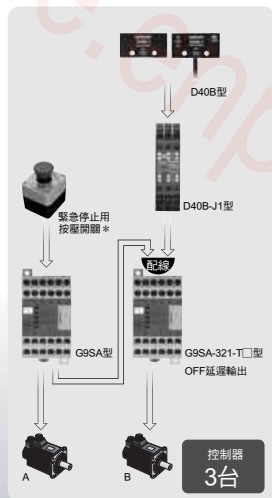 D40B型
D40B-J1型
緊急停止用
按壓開關＊
配線
G9SA型
G9SA-321-T□型
OFF延遲輸出
A
B
控制器
3台